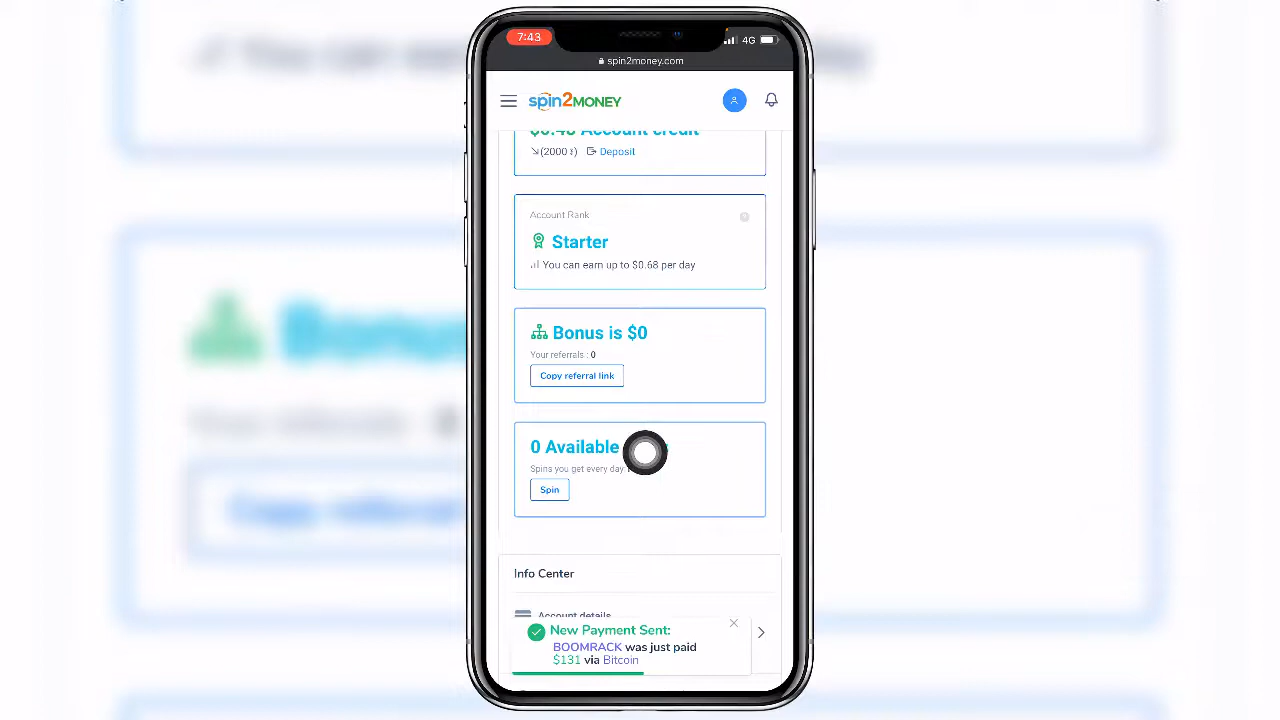 7:43
4G
spin2money.com
spin2MONEY
Account credit
(2000 ) Deposit
Account Rank
Starter
You can earn up to $0.68 per day
Bonus is $0
Your referrals : 0
Copy referral link
0 Available
Spins you get every day
Spin
Info Center
Account details
New Payment Sent:
BOOMRACK was just paid
$131 via Bitcoin